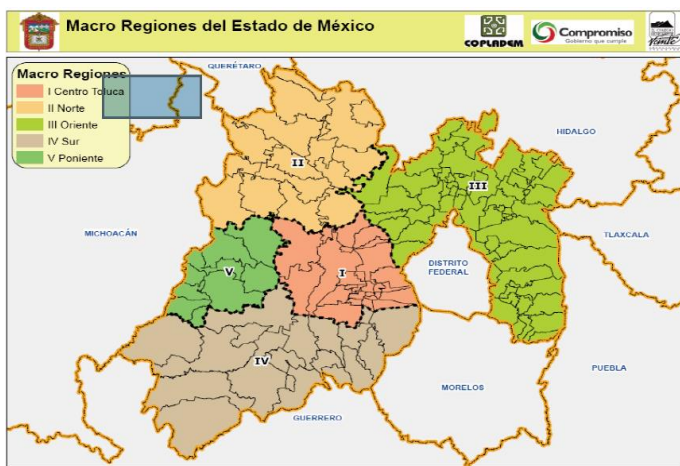 Macro Regiones del Estado de México
COPLADEM
Compromiso
Gobierno que cumple
QUERÉTARO
Macro Regiones
I Centro Toluca
II Norte
III Oriente
IV Sur
V Poniente
HIDALGO
II
III
MICHOACÁN
TLAXCALA
V
I
DISTRITO
FEDERAL
IV
PUEBLA
MORELOS
GUERRERO